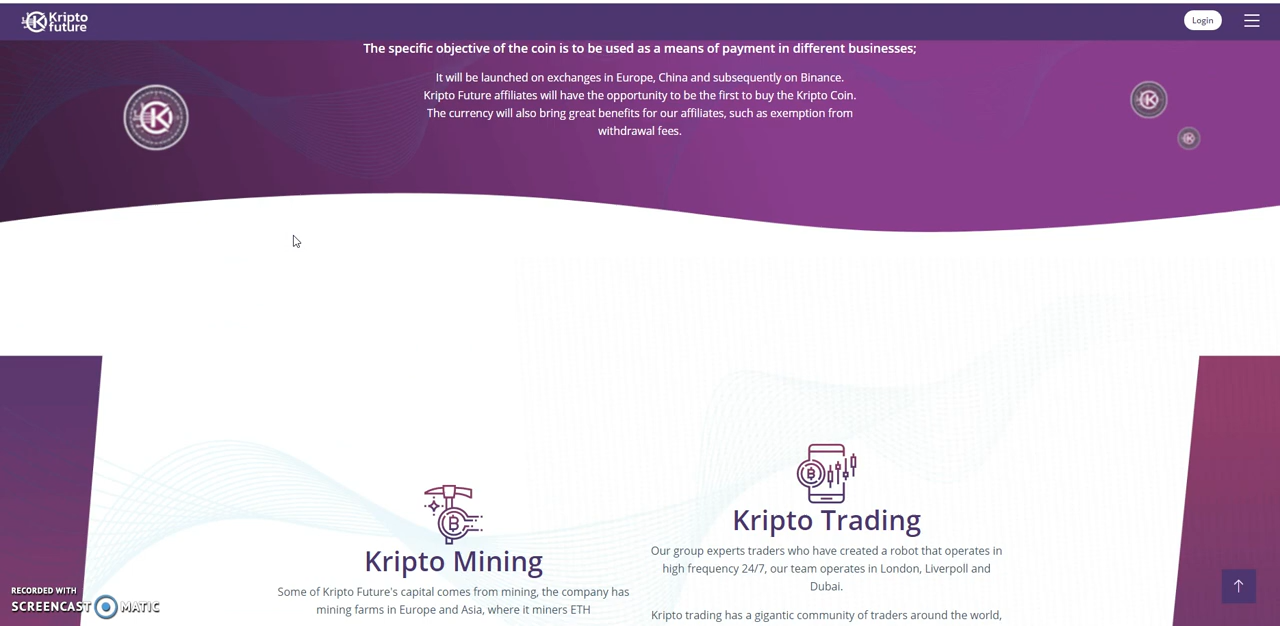 Kripto
future
Login
The specific objective of the coin is to be used as a means of payment in different businesses;
It will be launched on exchanges in Europe, China and subsequently on Binance.
Kripto Future affiliates will have the opportunity to be the first to buy the Kripto Coin.
The currency will also bring great benefits for our affiliates, such as exemption from
withdrawal fees.
Kripto Mining
Some of Kripto Future's capital comes from mining, the company has
mining farms in Europe and Asia, where it miners ETH
Kripto Trading
Our group experts traders who have created a robot that operates in
high frequency 24/7, our team operates in London, Liverpoll and
Dubai.
Kripto trading has a gigantic community of traders around the world,
RECORDED WITH
SCREENCAST MATIC